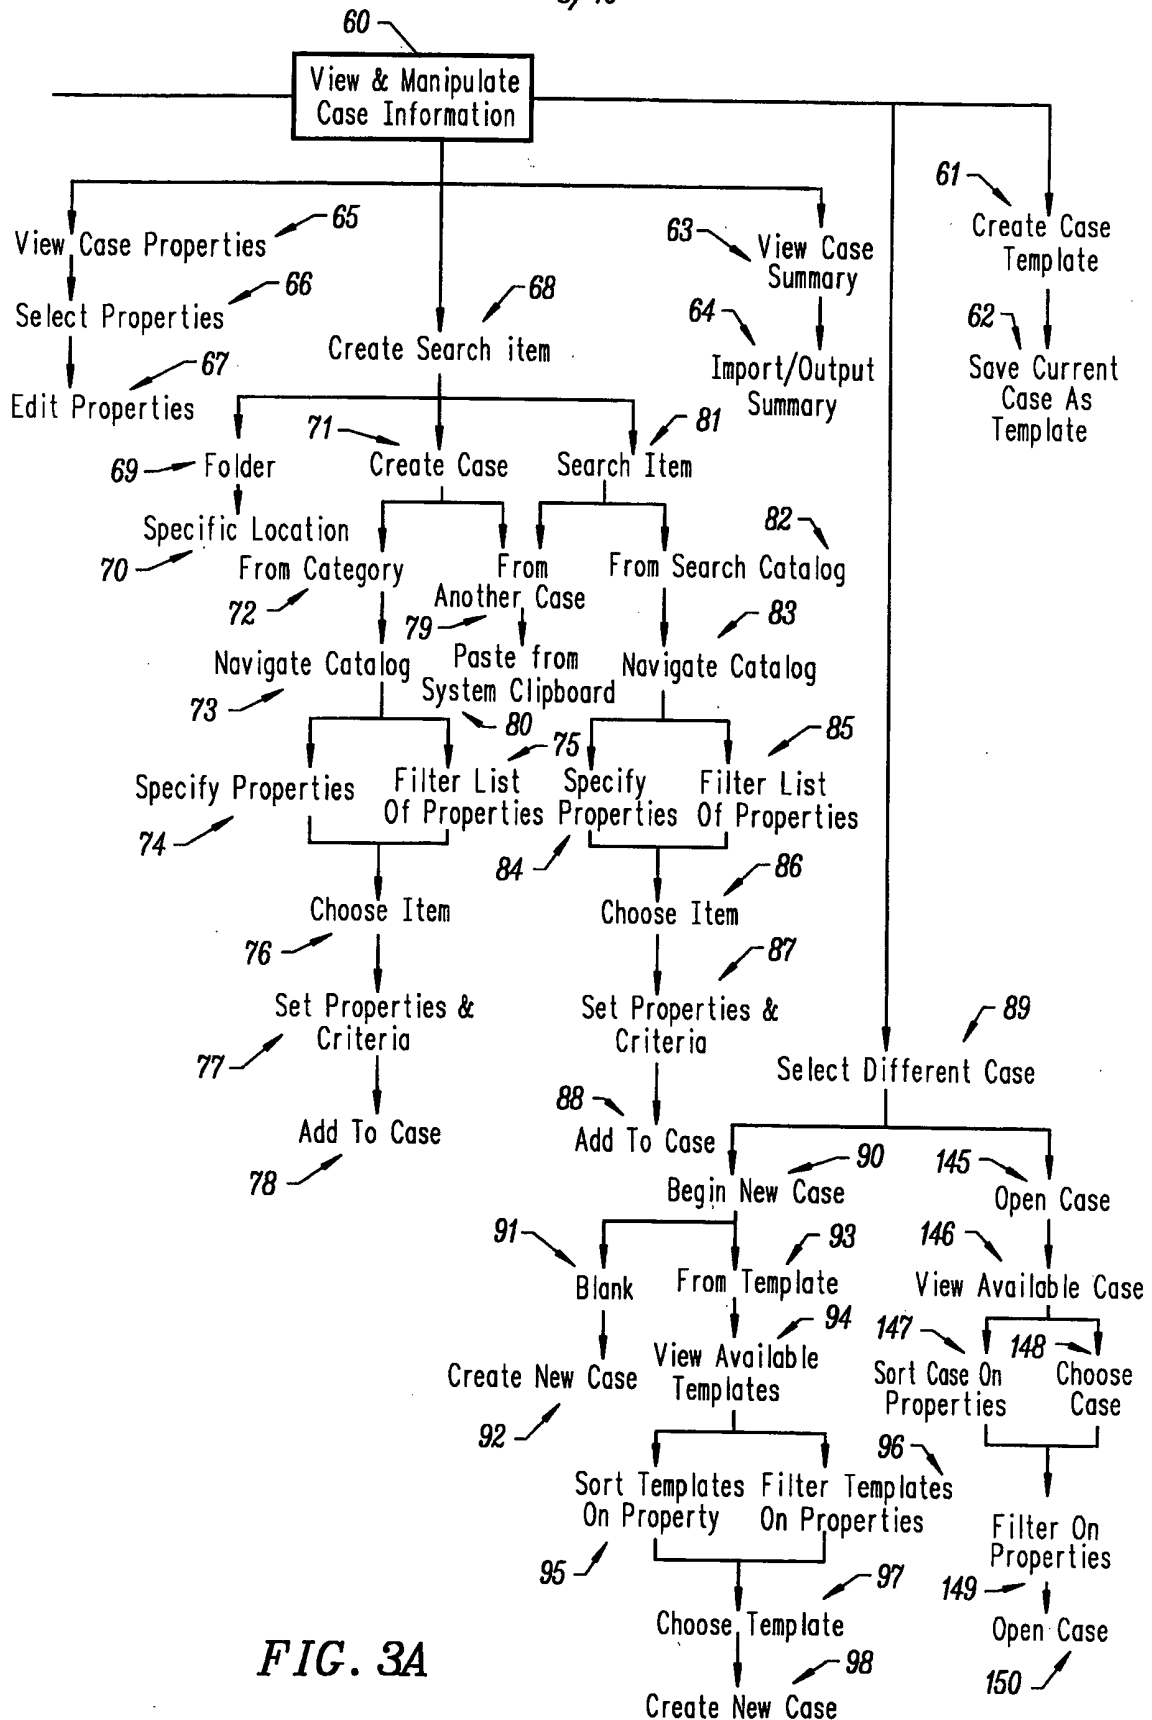 60
View & Manipulate
Case Information
61
Create Case
Template
62
Save Current
Case As
Template
63
View Case
Summary
64
Import/Output
Summary
65
View Case Properties
66
Select Properties
67
Edit Properties
68
Create Search item
69
Folder
Specific Location
70
71
Create Case
81
Search Item
From Category
72
From
Another Case
79
82
From Search Catalog
Navigate Catalog
73
Paste from
System Clipboard
80
83
Navigate Catalog
Specify Properties
74
75
Filter List
Of Properties
Specify
Properties
84
85
Filter List
Of Properties
Choose Item
76
86
Choose Item
Set Properties &
Criteria
77
87
Set Properties &
Criteria
Add To Case
78
88
Add To Case
89
Select Different Case
90
Begin New Case
145
Open Case
91
Blank
Create New Case
92
93
From Template
94
View Available
Templates
146
View Available Case
147
Sort Case On
Properties
148
Choose
Case
Sort Templates
On Property
95
96
Filter Templates
On Properties
Filter On
Properties
149
97
Choose Template
Open Case
150
98
Create New Case
FIG. 3A